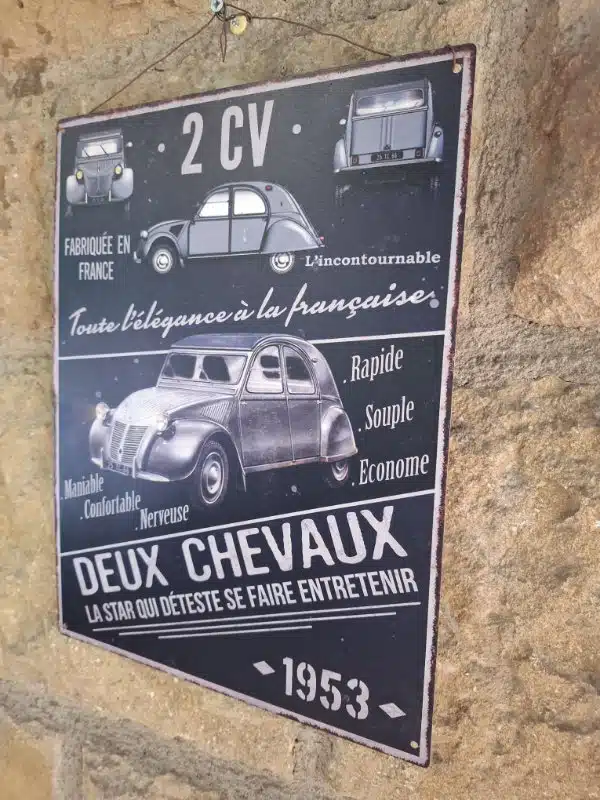 2 CV
FABRIQUÉE EN
FRANCE
L'incontournable
Toute l'élégance à la française
. Rapide
. Souple
. Econome
. Maniable
. Confortable
. Nerveuse
DEUX CHEVAUX
LA STAR QUI DÉTESTE SE FAIRE ENTRETENIR
1953